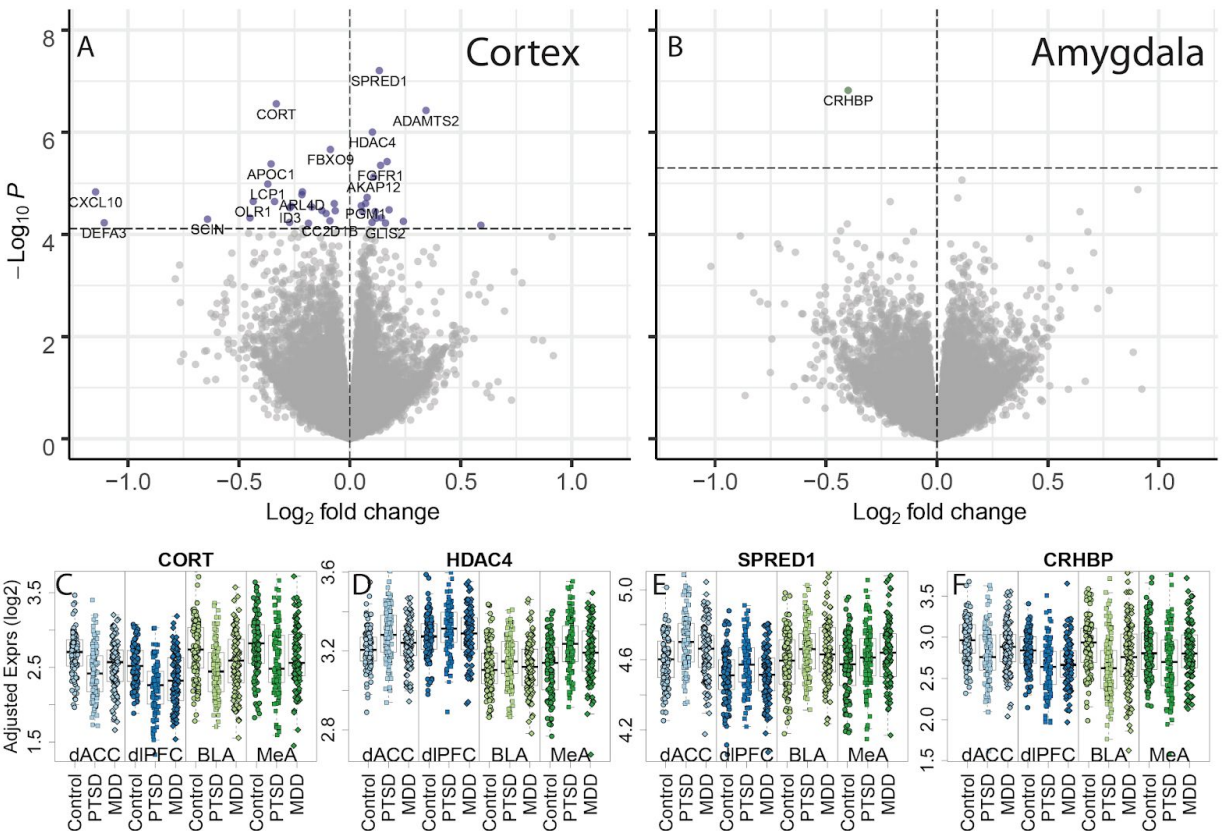 A
Cortex
8
6
4
2
0
− Log10 P
SPRED1
CORT
ADAMTS2
HDAC4
FBXO9
APOC1
FGFR1
AKAP12
LCP1
CXCL10
OLR1
ARL4D
ID3
PGM1
DEFA3
SCIN
CC2D1B
GLIS2
−1.0
−0.5
0.0
0.5
1.0
Log2 fold change
B
Amygdala
CRHBP
−1.0
−0.5
0.0
0.5
1.0
Log2 fold change
Adjusted Exprs (log2)
CORT
C
3.5
2.5
1.5
dACC
dlPFC
BLA
MeA
Control
PTSD
MDD
Control
PTSD
MDD
Control
PTSD
MDD
Control
PTSD
MDD
HDAC4
D
3.6
3.2
2.8
dACC
dlPFC
BLA
MeA
Control
PTSD
MDD
Control
PTSD
MDD
Control
PTSD
MDD
Control
PTSD
MDD
SPRED1
E
5.0
4.6
4.2
dACC
dlPFC
BLA
MeA
Control
PTSD
MDD
Control
PTSD
MDD
Control
PTSD
MDD
Control
PTSD
MDD
CRHBP
F
3.5
3.0
2.5
2.0
1.5
dACC
dlPFC
BLA
MeA
Control
PTSD
MDD
Control
PTSD
MDD
Control
PTSD
MDD
Control
PTSD
MDD